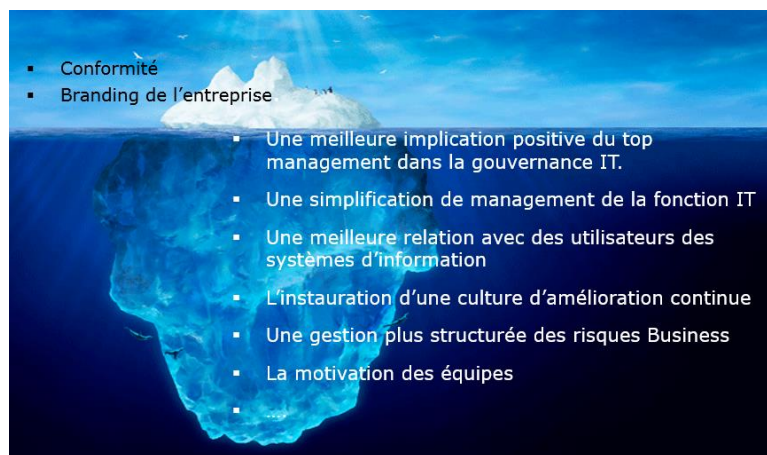 ▪ Conformité
▪ Branding de l'entreprise
▪ Une meilleure implication positive du top
management dans la gouvernance IT.
▪ Une simplification de management de la fonction IT
▪ Une meilleure relation avec des utilisateurs des
systèmes d'information
▪ L'instauration d'une culture d'amélioration continue
▪ Une gestion plus structurée des risques Business
▪ La motivation des équipes
▪ ....